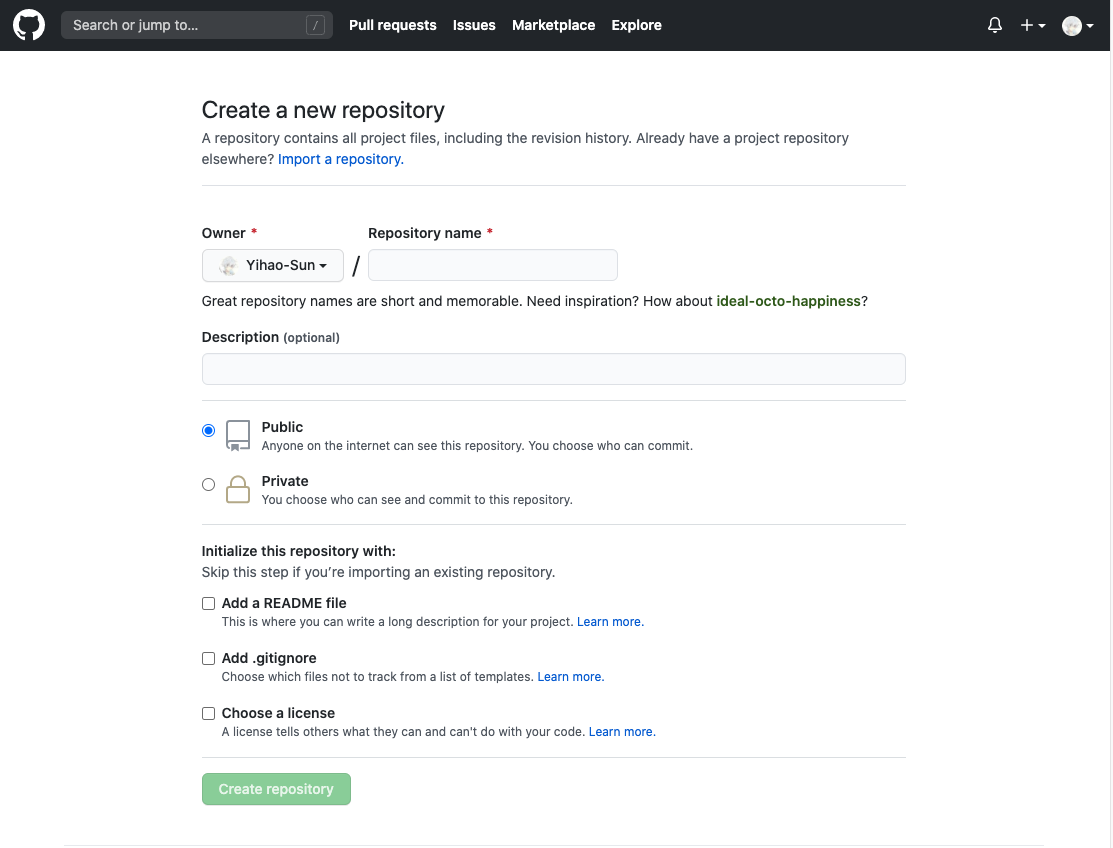 Search or jump to... /
Pull requests Issues Marketplace Explore
Create a new repository
A repository contains all project files, including the revision history. Already have a project repository
elsewhere? Import a repository.
Owner * Repository name *
Yihao-Sun /
Great repository names are short and memorable. Need inspiration? How about ideal-octo-happiness?
Description (optional)
Public
Anyone on the internet can see this repository. You choose who can commit.
Private
You choose who can see and commit to this repository.
Initialize this repository with:
Skip this step if you’re importing an existing repository.
Add a README file
This is where you can write a long description for your project. Learn more.
Add .gitignore
Choose which files not to track from a list of templates. Learn more.
Choose a license
A license tells others what they can and can't do with your code. Learn more.
Create repository